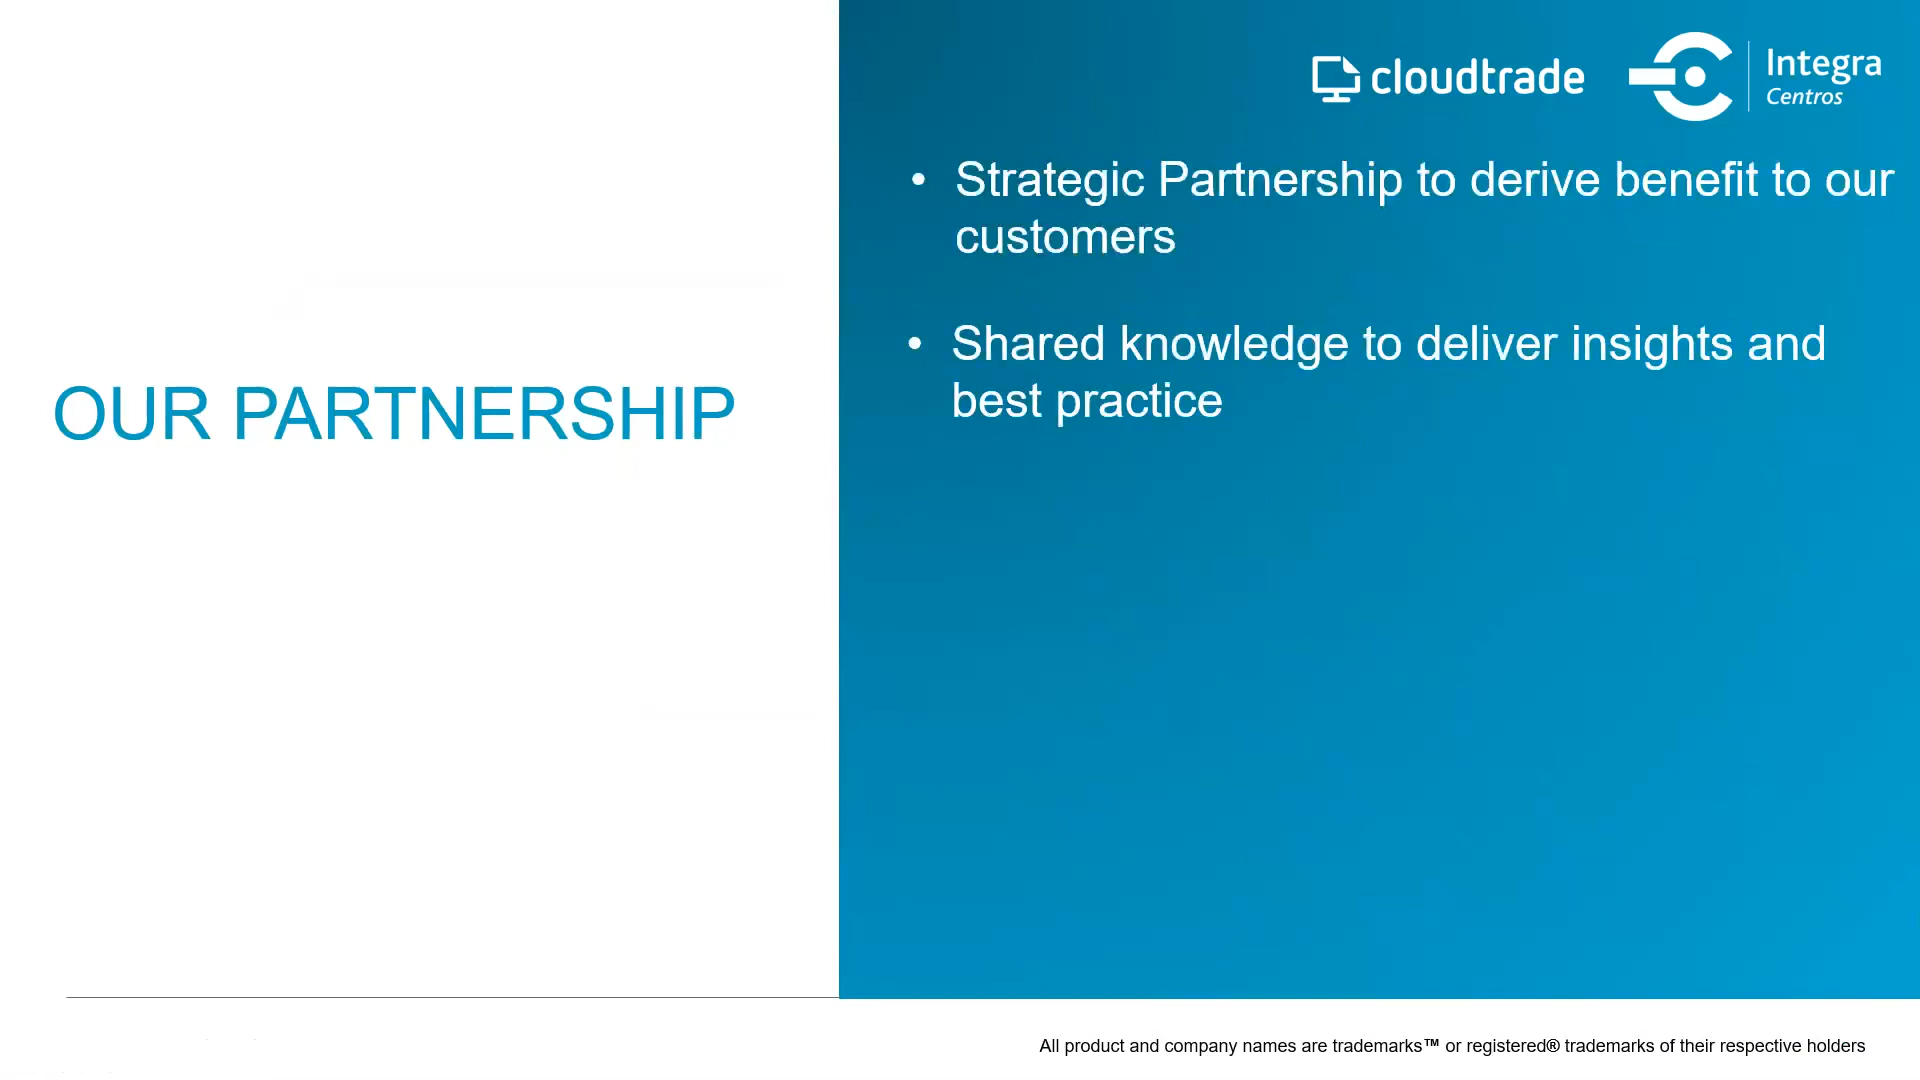 cloudtrade
Integra
Centros
• Strategic Partnership to derive benefit to our
customers
• Shared knowledge to deliver insights and
best practice
OUR PARTNERSHIP
All product and company names are trademarks™ or registered® trademarks of their respective holders